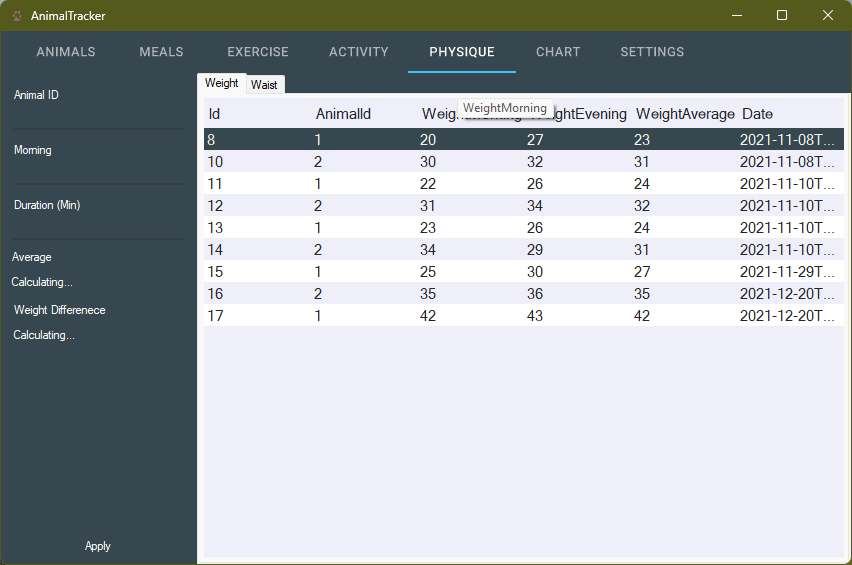 AnimalTracker
ANIMALS MEALS EXERCISE ACTIVITY PHYSIQUE CHART SETTINGS
Animal ID
Morning
Duration (Min)
Average
Calculating...
Weight Differenece
Calculating...
Apply
Weight Waist
WeightMorning
Id AnimalId WeightEvening WeightAverage Date
8 1 20 27 23 2021-11-08T...
10 2 30 32 31 2021-11-08T...
11 1 22 26 24 2021-11-10T...
12 2 31 34 32 2021-11-10T...
13 1 23 26 24 2021-11-10T...
14 2 34 29 31 2021-11-10T...
15 1 25 30 27 2021-11-29T...
16 2 35 36 35 2021-12-20T...
17 1 42 43 42 2021-12-20T...